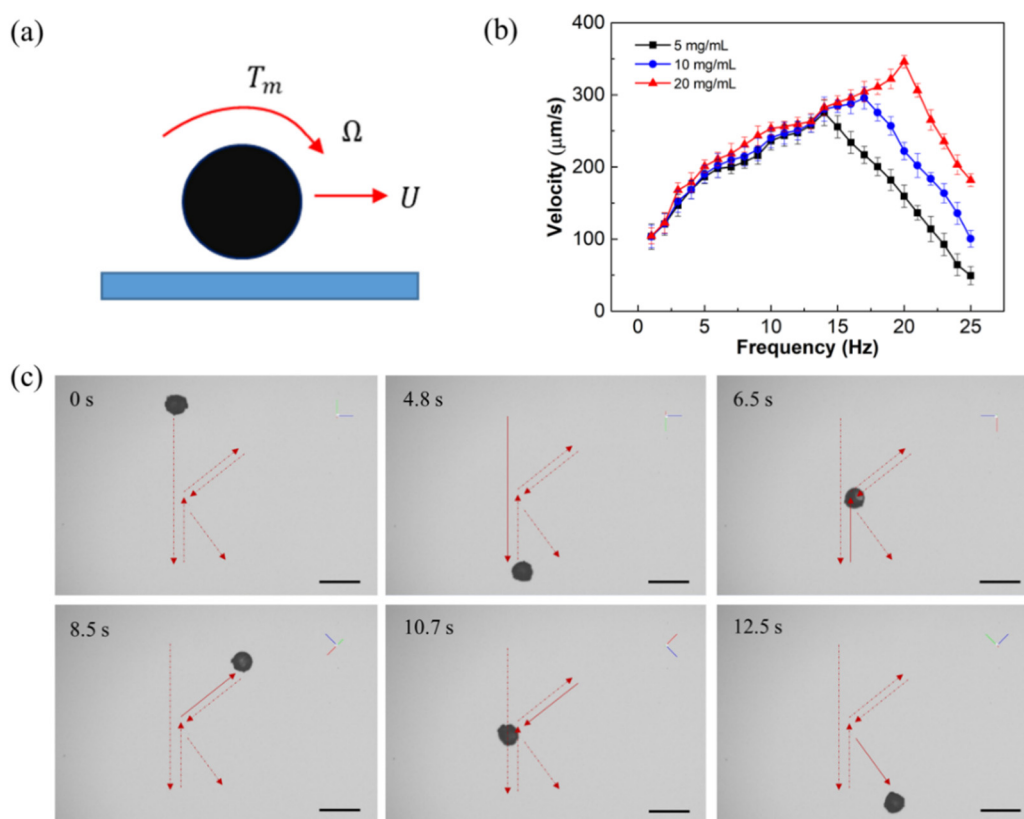 (a)
T_m
Ω
U
(b)
Velocity (μm/s)
400
300
200
100
0
5 mg/mL
10 mg/mL
20 mg/mL
0 5 10 15 20 25
Frequency (Hz)
(c)
0 s
4.8 s
6.5 s
8.5 s
10.7 s
12.5 s